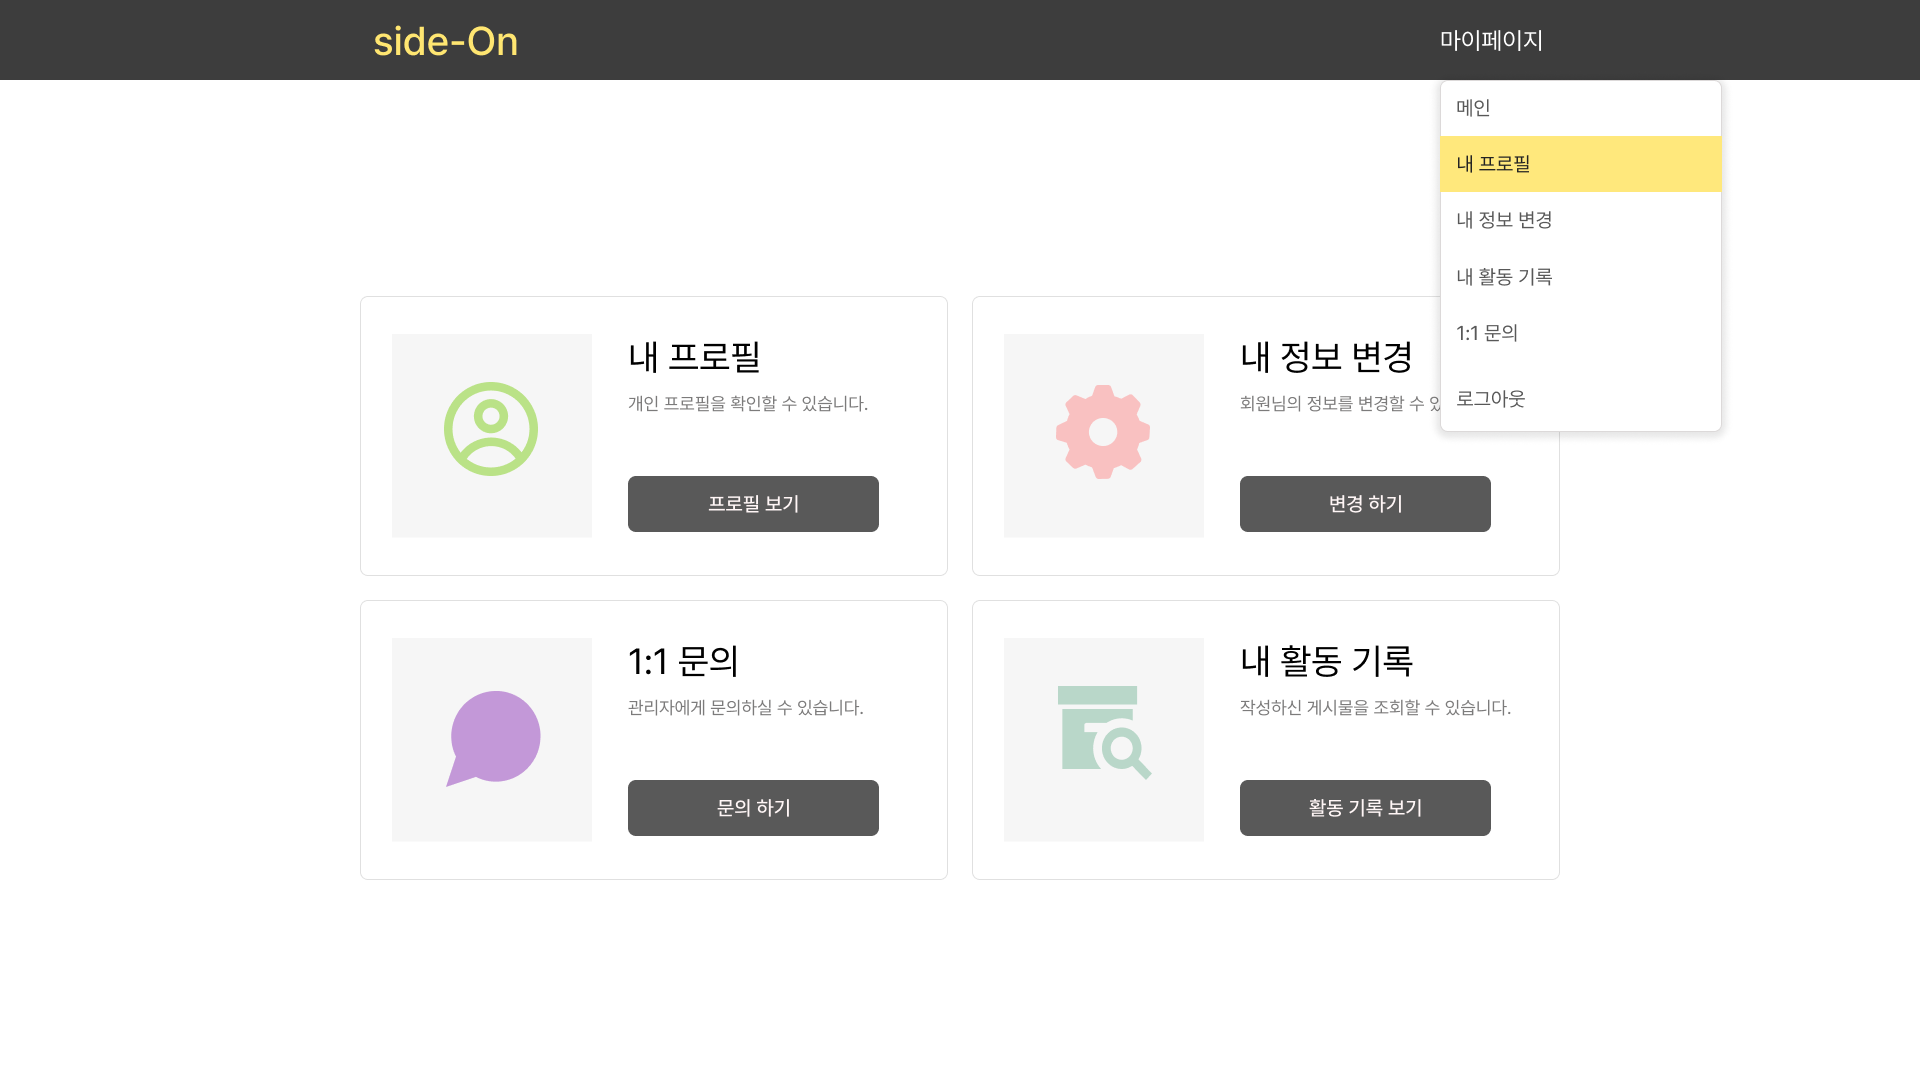 side-On
마이페이지
메인
내 프로필
내 정보 변경
내 활동 기록
1:1 문의
로그아웃
내 프로필
개인 프로필을 확인할 수 있습니다.
프로필 보기
내 정보 변경
회원님의 정보를 변경할 수
변경 하기
1:1 문의
관리자에게 문의하실 수 있습니다.
문의 하기
내 활동 기록
작성하신 게시물을 조회할 수 있습니다.
활동 기록 보기